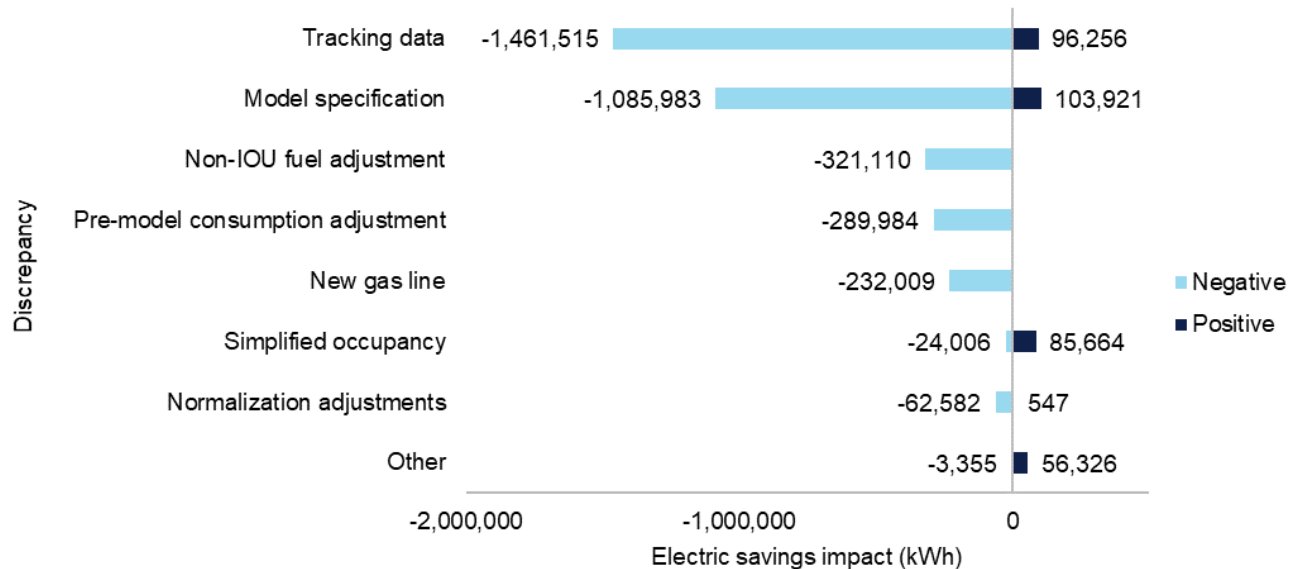 Discrepancy
Tracking data -1,461,515 96,256
Model specification -1,085,983 103,921
Non-IOU fuel adjustment -321,110
Pre-model consumption adjustment -289,984
New gas line -232,009
Simplified occupancy -24,006 85,664
Normalization adjustments -62,582 547
Other -3,355 56,326
-2,000,000 -1,000,000 0
Electric savings impact (kWh)
Negative
Positive